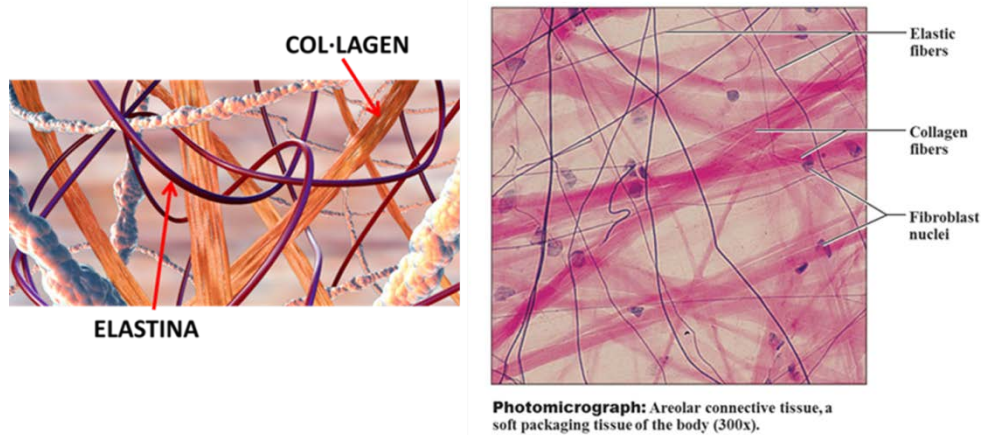 COL·LAGEN
ELASTINA
Elastic
fibers
Collagen
fibers
Fibroblast
nuclei
Photomicrograph: Areolar connective tissue, a
soft packaging tissue of the body (300x).